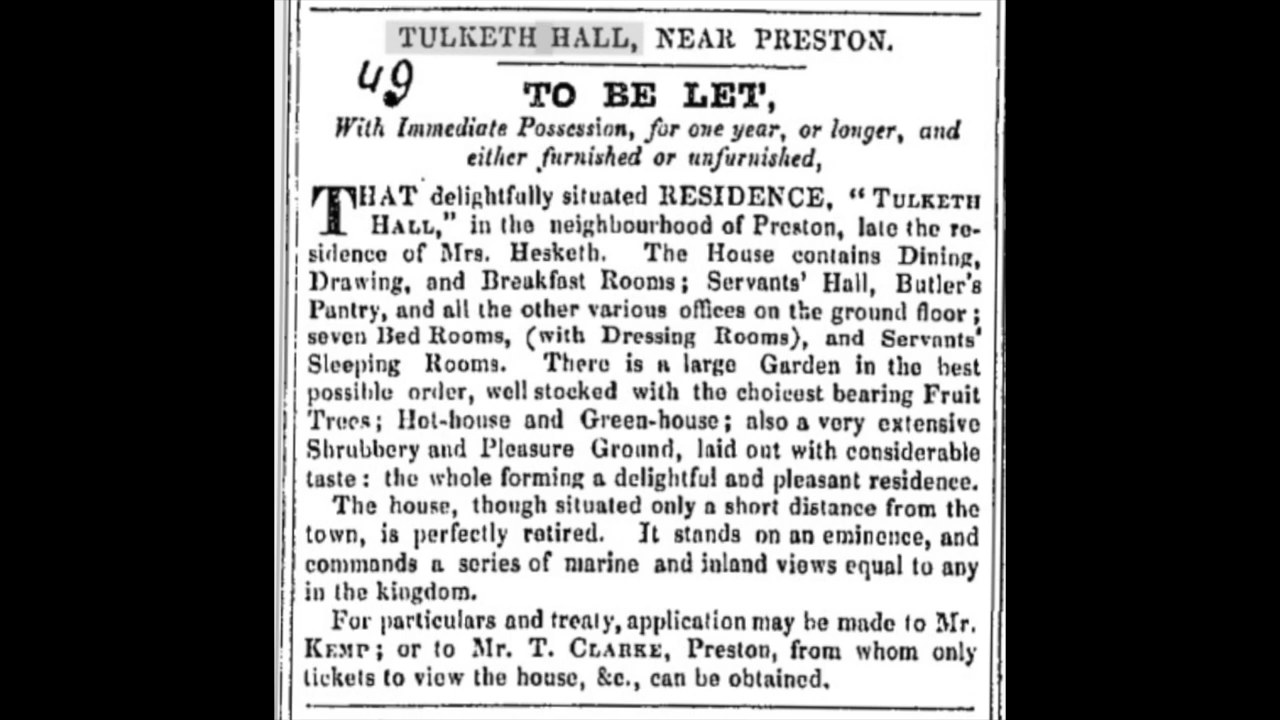 TULKETH HALL, NEAR PRESTON.
49
TO BE LET,
With Immediate Possession, for one year, or longer, and
either furnished or unfurnished,
THAT delightfully situated RESIDENCE, "TULKETH
HALL," in the neighbourhood of Preston, late the re-
sidence of Mrs. Hesketh. The House contains Dining,
Drawing, and Breakfast Rooms; Servants' Hall, Butler's
Pantry, and all the other various offices on the ground floor;
seven Bed Rooms, (with Dressing Rooms), and Servants'
Sleeping Rooms. There is a large Garden in the best
possible order, well stocked with the choicest bearing Fruit
Trees; Hot-house and Green-house; also a very extensive
Shrubbery and Pleasure Ground, laid out with considerable
taste: the whole forming a delightful and pleasant residence.
The house, though situated only a short distance from the
town, is perfectly retired. It stands on an eminence, and
commands a series of marine and inland views equal to any
in the kingdom.
For particulars and treaty, application may be made to Mr.
KEMP; or to Mr. T. CLARKE, Preston, from whom only
tickets to view the house, &c., can be obtained.